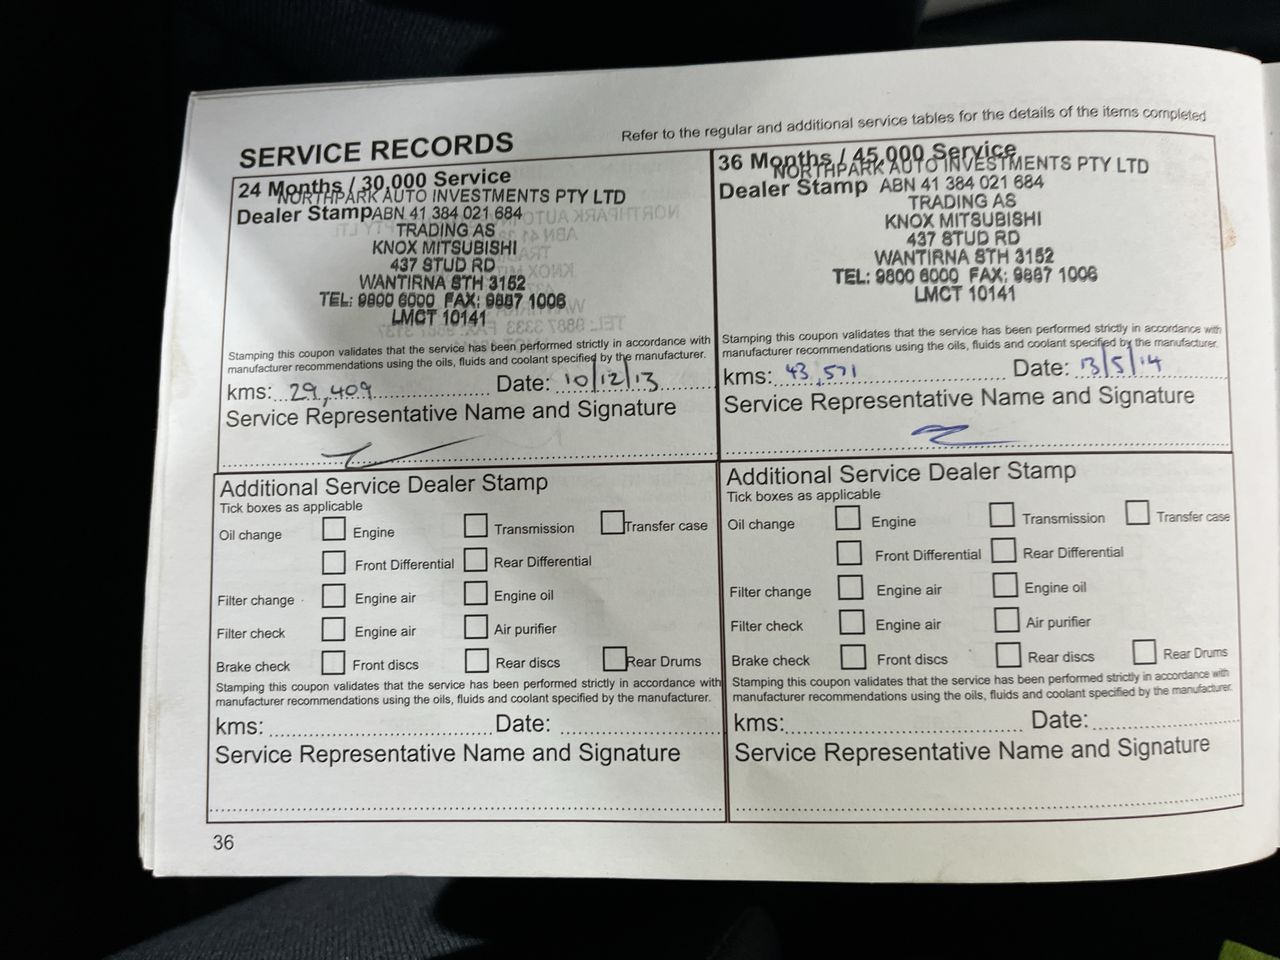 SERVICE RECORDS
Refer to the regular and additional service tables for the details of the items completed
24 Months / 30,000 Service
NORTHPARK AUTO INVESTMENTS PTY LTD
Dealer Stamp ABN 41 384 021 684
TRADING AS
KNOX MITSUBISHI
437 STUD RD
WANTIRNA STH 3152
TEL: 9800 6000 FAX: 9887 1006
LMCT 10141
Stamping this coupon validates that the service has been performed strictly in accordance with
manufacturer recommendations using the oils, fluids and coolant specified by the manufacturer.
kms: 29,409 Date: 10/12/13
Service Representative Name and Signature
Additional Service Dealer Stamp
Tick boxes as applicable
Oil change Engine Transmission Transfer case
Front Differential Rear Differential
Filter change Engine air Engine oil
Filter check Engine air Air purifier
Brake check Front discs Rear discs Rear Drums
Stamping this coupon validates that the service has been performed strictly in accordance with
manufacturer recommendations using the oils, fluids and coolant specified by the manufacturer.
kms: Date:
Service Representative Name and Signature
36 Months / 45,000 Service
NORTHPARK AUTO INVESTMENTS PTY LTD
Dealer Stamp ABN 41 384 021 684
TRADING AS
KNOX MITSUBISHI
437 STUD RD
WANTIRNA STH 3152
TEL: 9800 6000 FAX: 9887 1006
LMCT 10141
Stamping this coupon validates that the service has been performed strictly in accordance with
manufacturer recommendations using the oils, fluids and coolant specified by the manufacturer.
kms: 43,571 Date: 13/5/14
Service Representative Name and Signature
Additional Service Dealer Stamp
Tick boxes as applicable
Oil change Engine Transmission Transfer case
Front Differential Rear Differential
Filter change Engine air Engine oil
Filter check Engine air Air purifier
Brake check Front discs Rear discs Rear Drums
Stamping this coupon validates that the service has been performed strictly in accordance with
manufacturer recommendations using the oils, fluids and coolant specified by the manufacturer.
kms: Date:
Service Representative Name and Signature
36